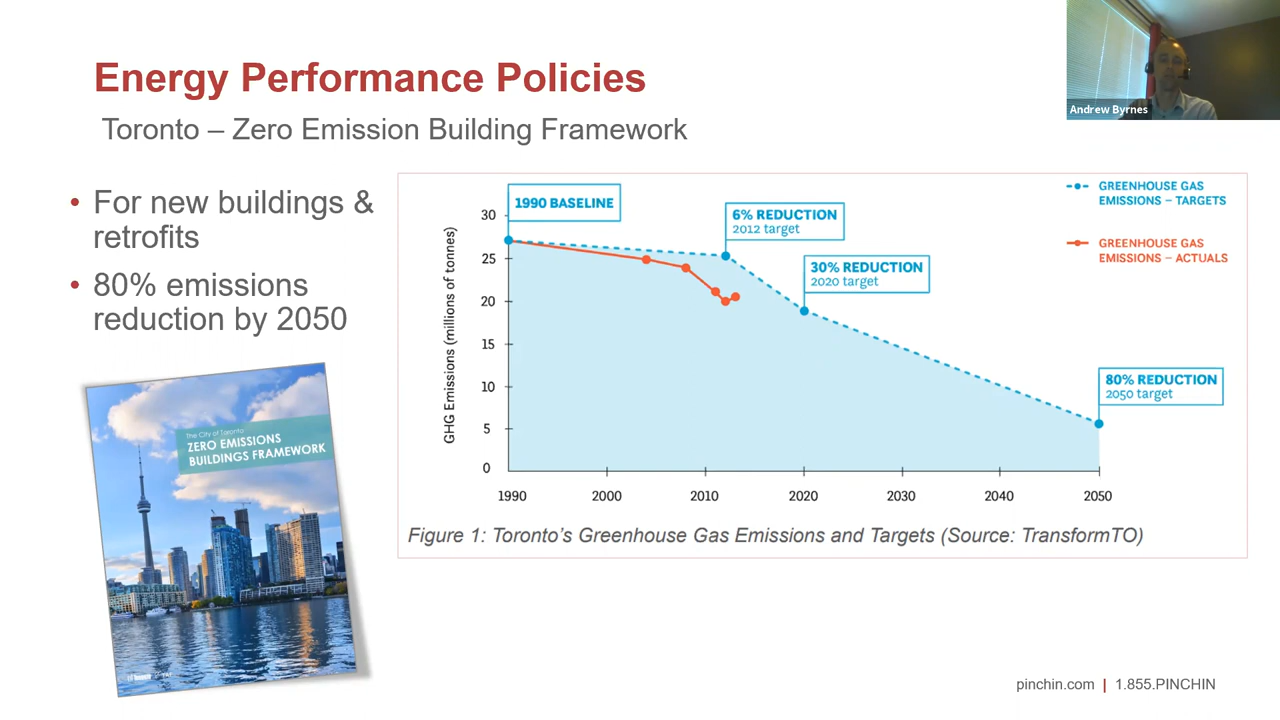 Energy Performance Policies
Toronto – Zero Emission Building Framework
Andrew Byrnes
• For new buildings &
retrofits
• 80% emissions
reduction by 2050
The City of Toronto
ZERO EMISSIONS
BUILDINGS FRAMEWORK
GREENHOUSE GAS
EMISSIONS – TARGETS
GREENHOUSE GAS
EMISSIONS – ACTUALS
1990 BASELINE
6% REDUCTION
2012 target
30% REDUCTION
2020 target
80% REDUCTION
2050 target
GHG Emissions (millions of tonnes)
30
25
20
15
10
5
0
1990 2000 2010 2020 2030 2040 2050
Figure 1: Toronto's Greenhouse Gas Emissions and Targets (Source: TransformTO)
pinchin.com | 1.855.PINCHIN